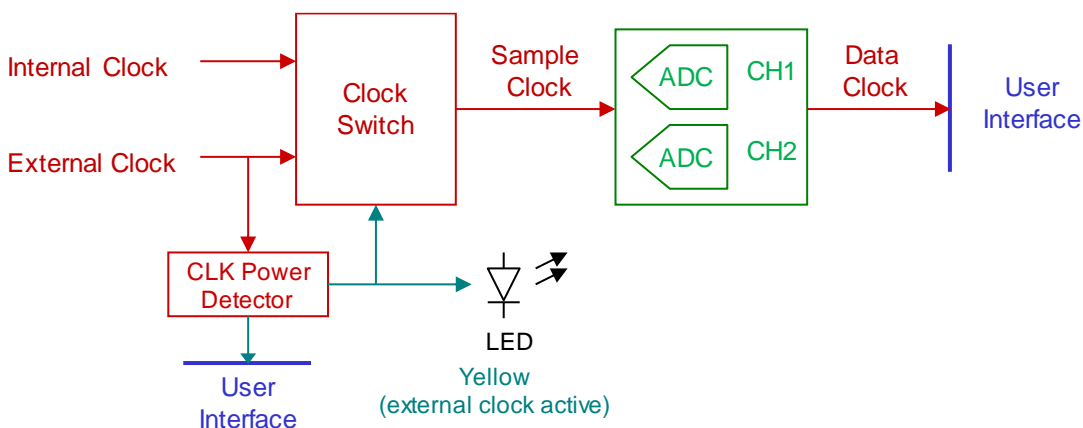 Internal Clock
External Clock
Clock
Switch
Sample
Clock
ADC
CH1
ADC
CH2
Data
Clock
User
Interface
CLK Power
Detector
LED
Yellow
(external clock active)
User
Interface